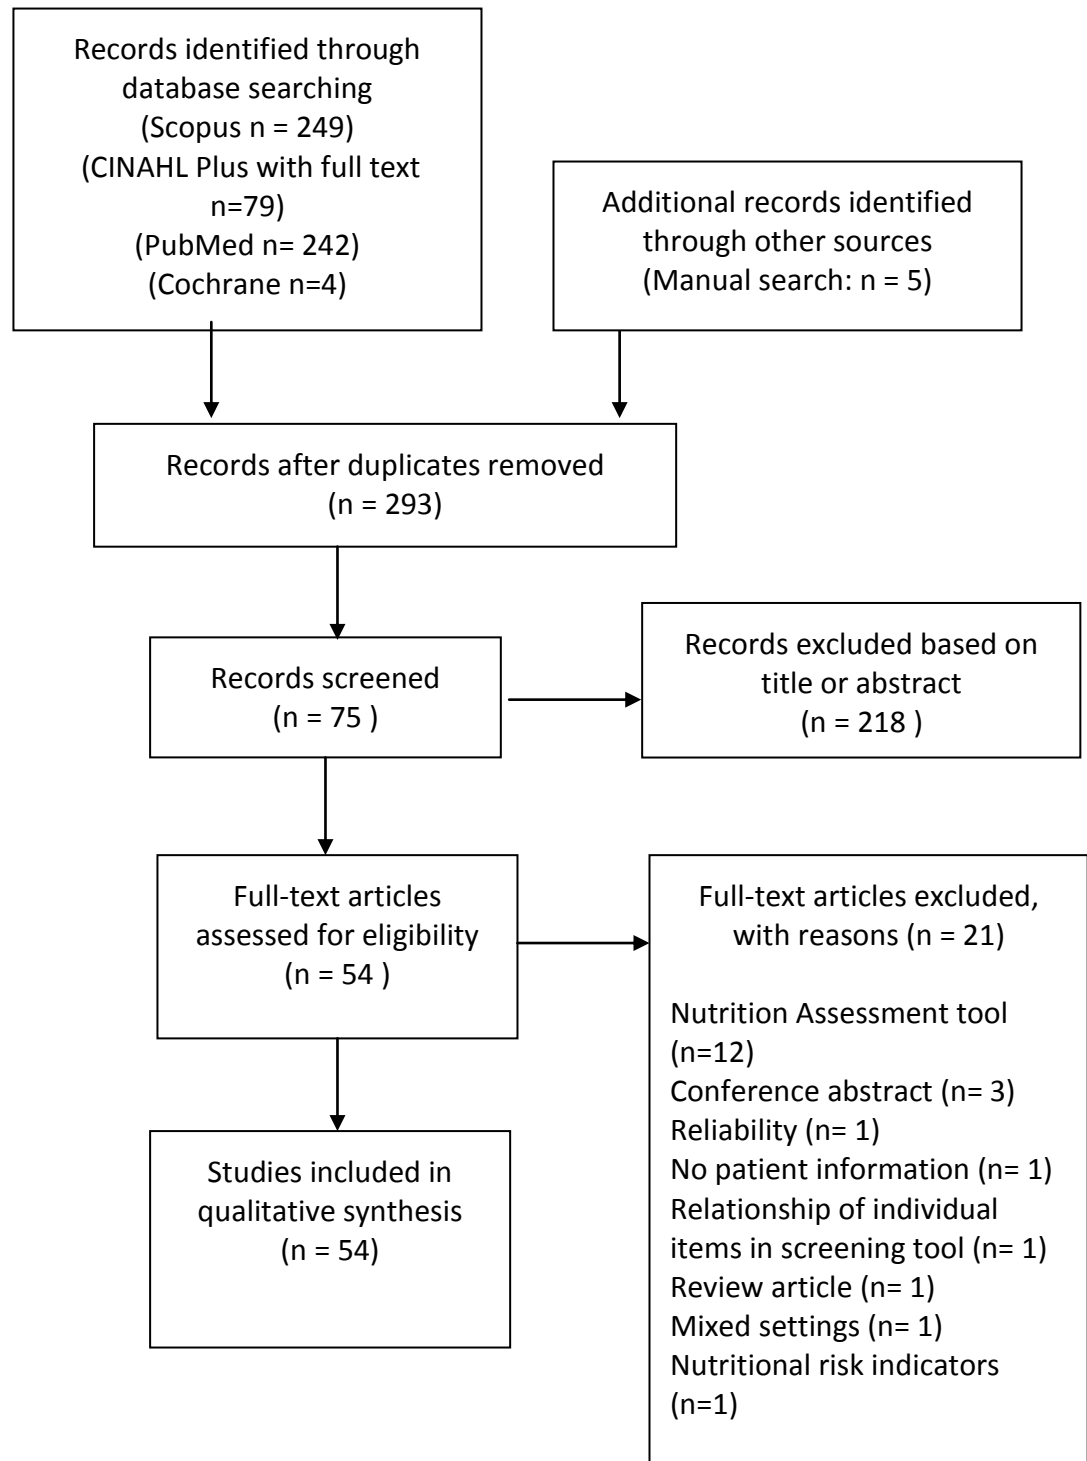 Records identified through
database searching
(Scopus n = 249)
(CINAHL Plus with full text
n=79)
(PubMed n= 242)
(Cochrane n=4)
Additional records identified
through other sources
(Manual search: n = 5)
Records after duplicates removed
(n = 293)
Records screened
(n = 75 )
Records excluded based on
title or abstract
(n = 218 )
Full-text articles
assessed for eligibility
(n = 54 )
Full-text articles excluded,
with reasons (n = 21)
Nutrition Assessment tool
(n=12)
Conference abstract (n= 3)
Reliability (n= 1)
No patient information (n= 1)
Relationship of individual
items in screening tool (n= 1)
Review article (n= 1)
Mixed settings (n= 1)
Nutritional risk indicators
(n=1)
Studies included in
qualitative synthesis
(n = 54)